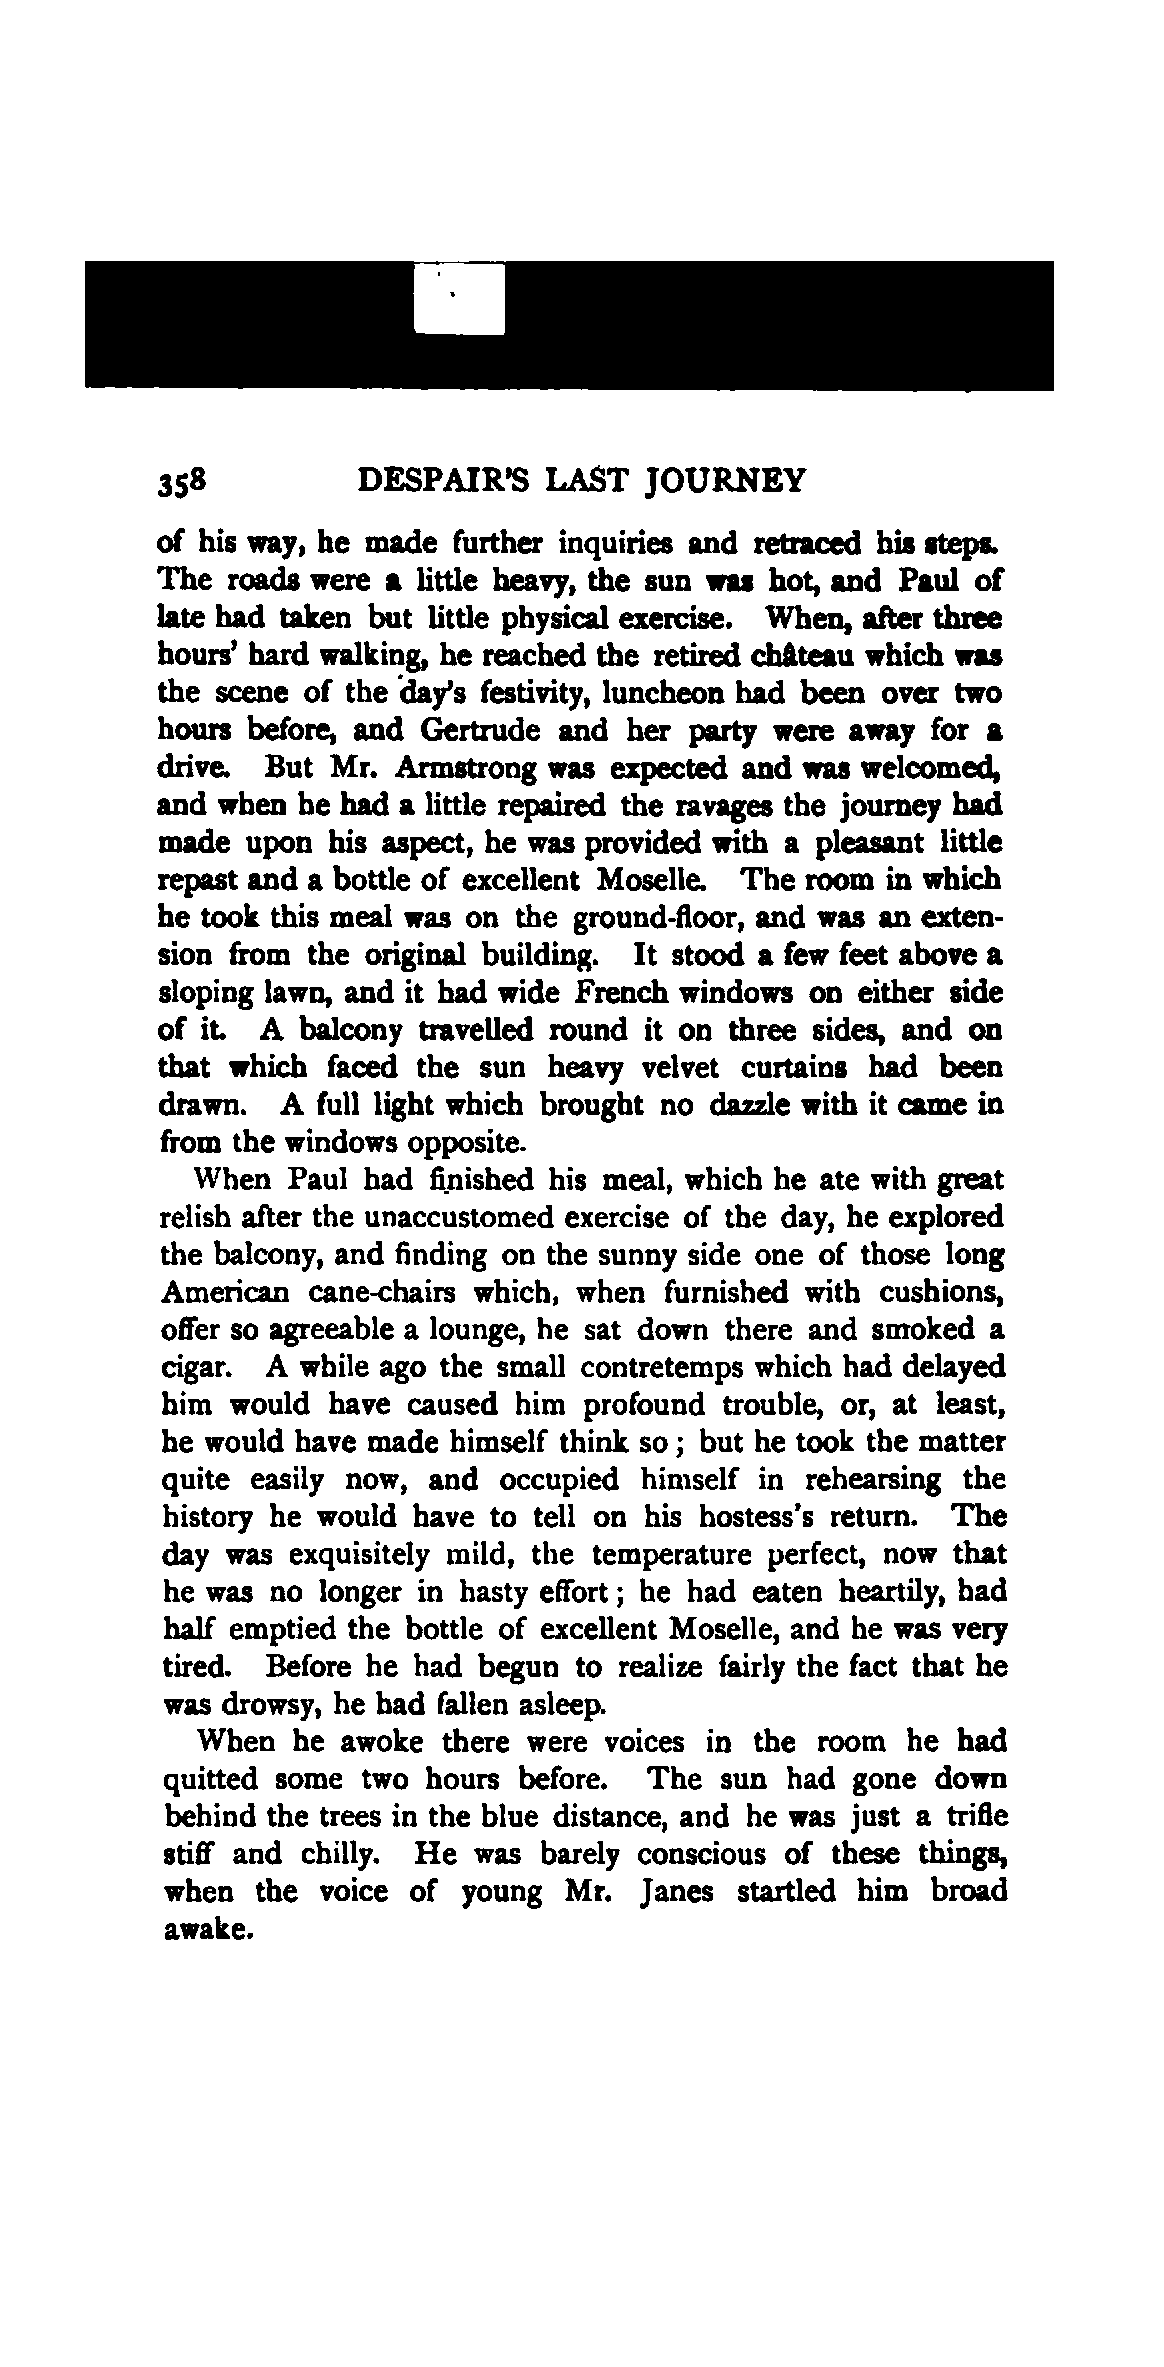 358 DESPAIR'S LAST JOURNEY
of his way, he made further inquiries and retraced his steps.
The roads were a little heavy, the sun was hot, and Paul of
late had taken but little physical exercise. When, after three
hours' hard walking, he reached the retired château which was
the scene of the day's festivity, luncheon had been over two
hours before, and Gertrude and her party were away for a
drive. But Mr. Armstrong was expected and was welcomed,
and when he had a little repaired the ravages the journey had
made upon his aspect, he was provided with a pleasant little
repast and a bottle of excellent Moselle. The room in which
he took this meal was on the ground-floor, and was an exten-
sion from the original building. It stood a few feet above a
sloping lawn, and it had wide French windows on either side
of it. A balcony travelled round it on three sides, and on
that which faced the sun heavy velvet curtains had been
drawn. A full light which brought no dazzle with it came in
from the windows opposite.
When Paul had finished his meal, which he ate with great
relish after the unaccustomed exercise of the day, he explored
the balcony, and finding on the sunny side one of those long
American cane-chairs which, when furnished with cushions,
offer so agreeable a lounge, he sat down there and smoked a
cigar. A while ago the small contretemps which had delayed
him would have caused him profound trouble, or, at least,
he would have made himself think so; but he took the matter
quite easily now, and occupied himself in rehearsing the
history he would have to tell on his hostess's return. The
day was exquisitely mild, the temperature perfect, now that
he was no longer in hasty effort; he had eaten heartily, had
half emptied the bottle of excellent Moselle, and he was very
tired. Before he had begun to realize fairly the fact that he
was drowsy, he had fallen asleep.
When he awoke there were voices in the room he had
quitted some two hours before. The sun had gone down
behind the trees in the blue distance, and he was just a trifle
stiff and chilly. He was barely conscious of these things,
when the voice of young Mr. Janes startled him broad
awake.